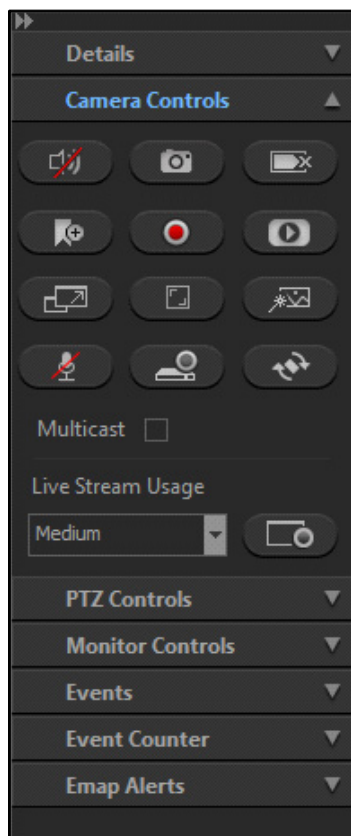 Details
Camera Controls
Multicast
Live Stream Usage
Medium
PTZ Controls
Monitor Controls
Events
Event Counter
Emap Alerts